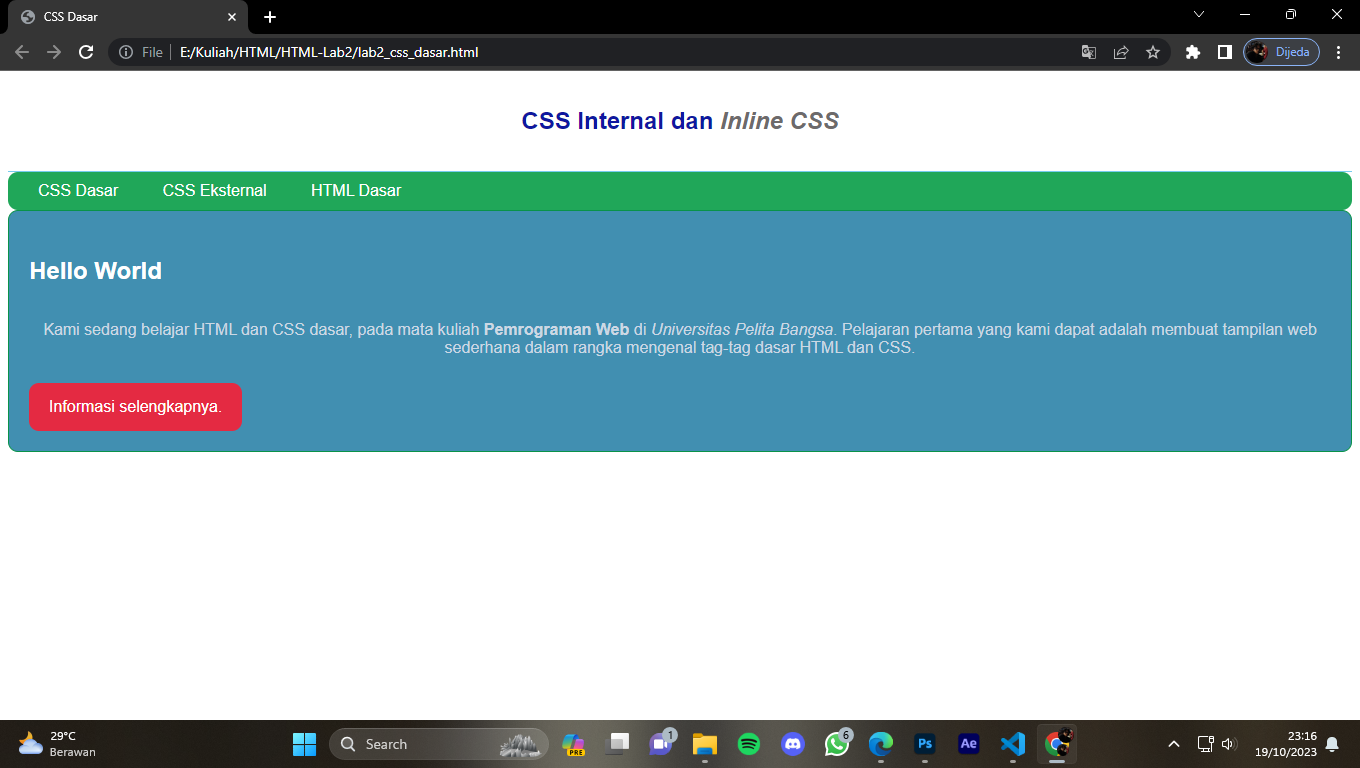 CSS Dasar
File E:/Kuliah/HTML/HTML-Lab2/lab2_css_dasar.html
Dijeda
CSS Internal dan Inline CSS
CSS Dasar CSS Eksternal HTML Dasar
Hello World
Kami sedang belajar HTML dan CSS dasar, pada mata kuliah Pemrograman Web di Universitas Pelita Bangsa. Pelajaran pertama yang kami dapat adalah membuat tampilan web
sederhana dalam rangka mengenal tag-tag dasar HTML dan CSS.
Informasi selengkapnya.
29°C
Berawan
Search
PRE
1
6
Ps
Ae
23:16
19/10/2023